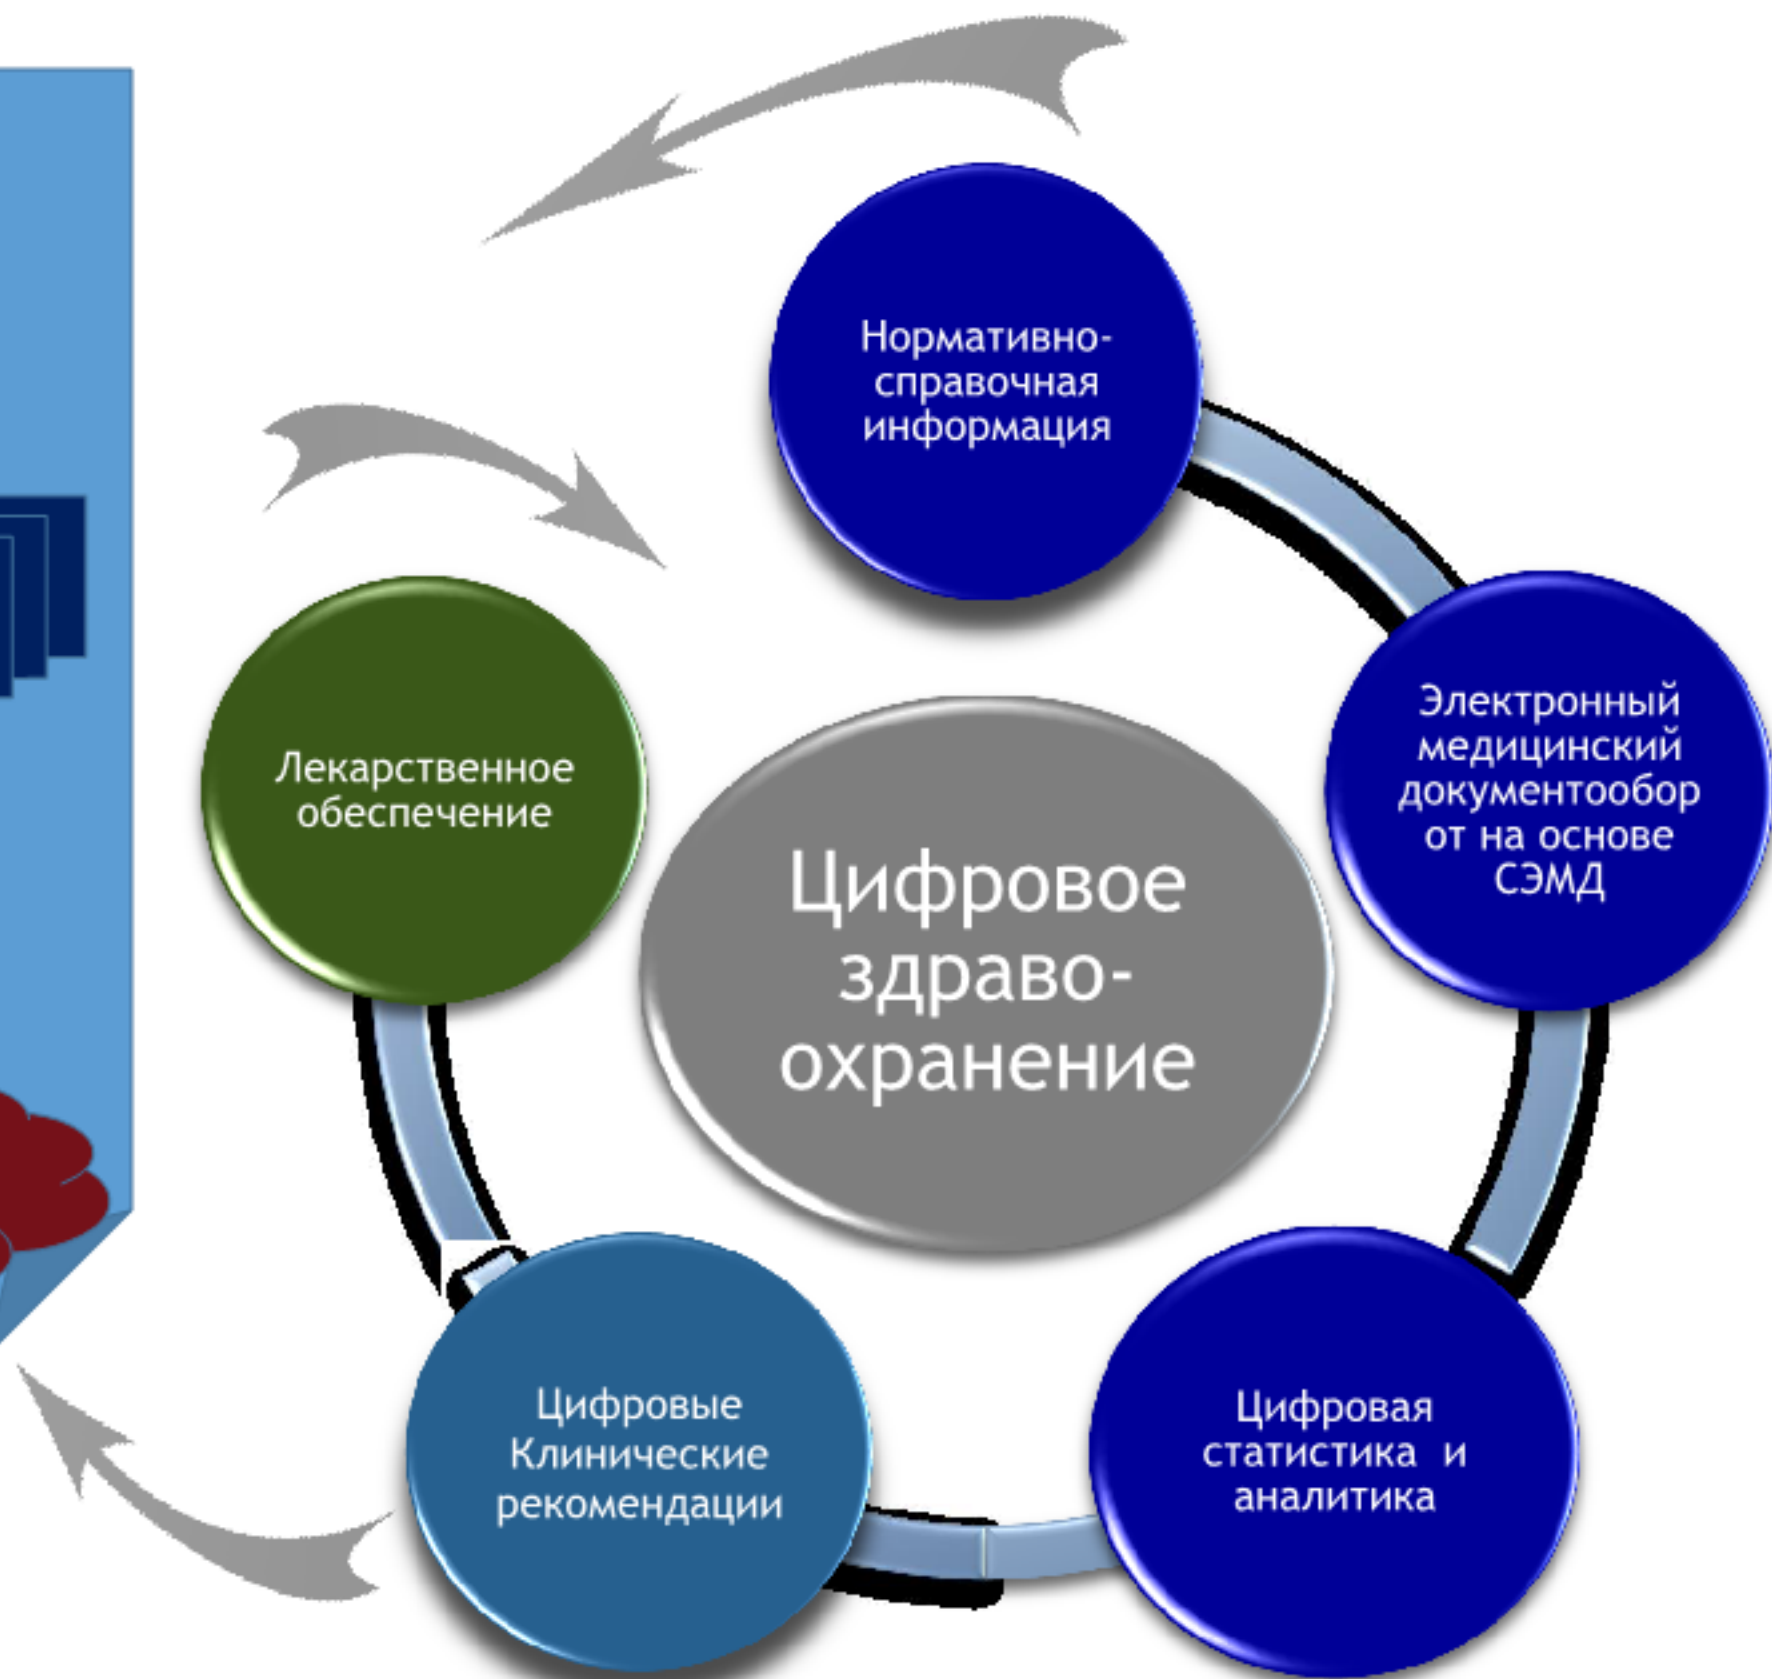 Нормативно-
справочная
информация
Электронный
медицинский
документообор
от на основе
СЭМД
Лекарственное
обеспечение
Цифровое
здраво-
охранение
Цифровые
Клинические
рекомендации
Цифровая
статистика и
аналитика